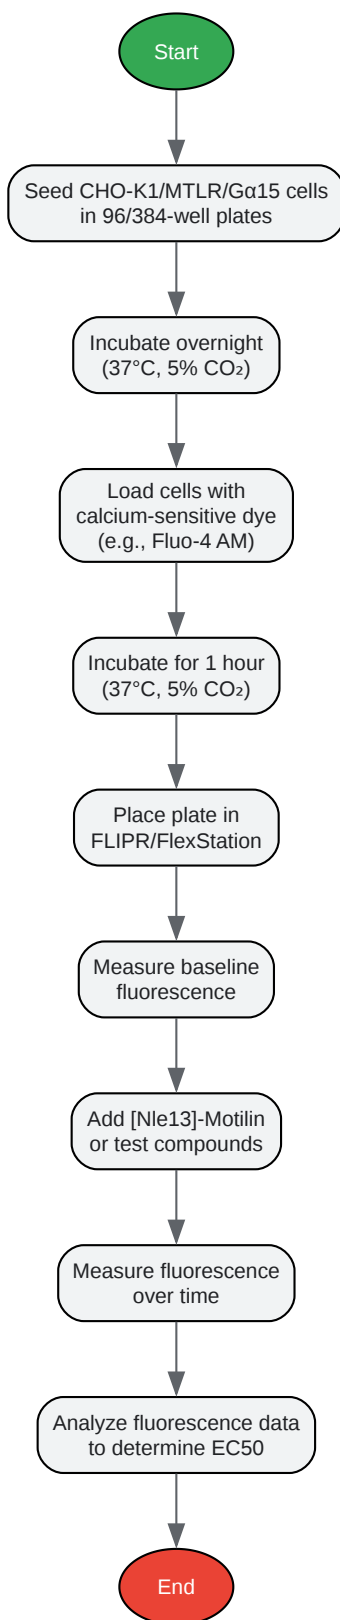 Start
Seed CHO-K1/MTLR/Gα15 cells
in 96/384-well plates
Incubate overnight
(37°C, 5% CO₂)
Load cells with
calcium-sensitive dye
(e.g., Fluo-4 AM)
Incubate for 1 hour
(37°C, 5% CO₂)
Place plate in
FLIPR/FlexStation
Measure baseline
fluorescence
Add [Nle13]-Motilin
or test compounds
Measure fluorescence
over time
Analyze fluorescence data
to determine EC50
End